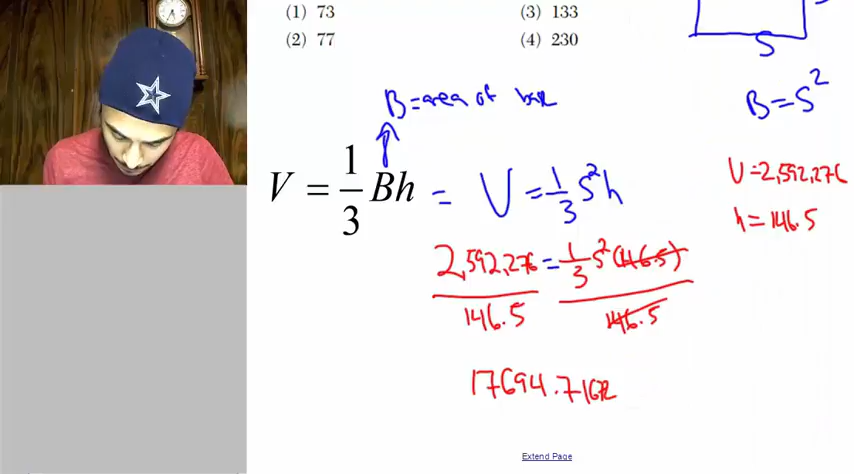 (1) 73
(3) 133
(2) 77
(4) 230
S
B = area of base
B = S²
V = 1/3 Bh = V = 1/3 S²h
V = 2,592,276
h = 146.5
2,592,276 = 1/3 S²(146.5)
146.5 146.5
17694.71672
Extend Page